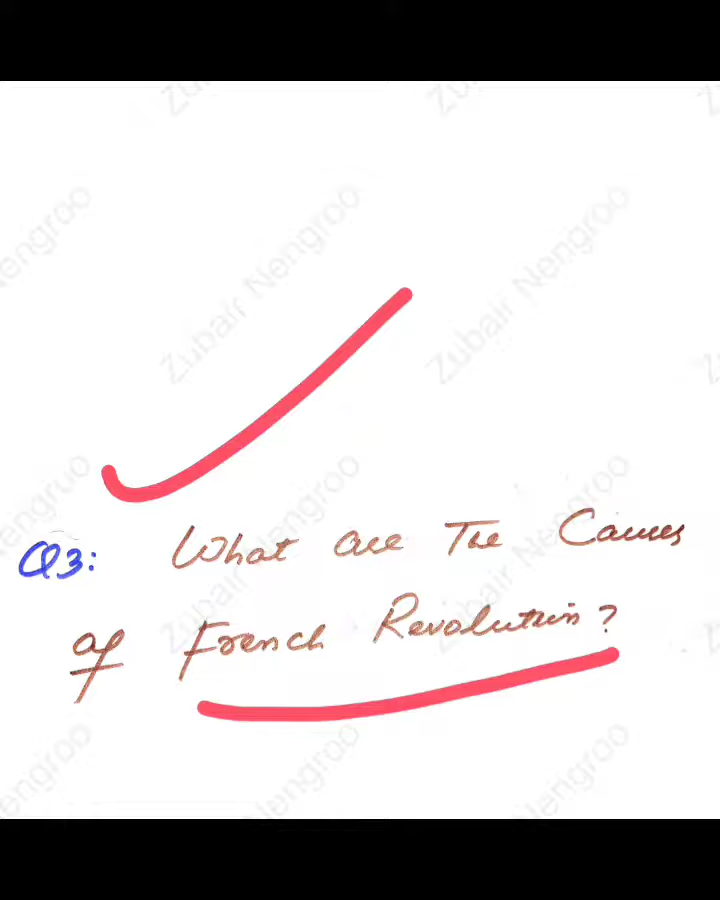 Zubair Nengroo
Q3: What are The Causes
of French Revolution?